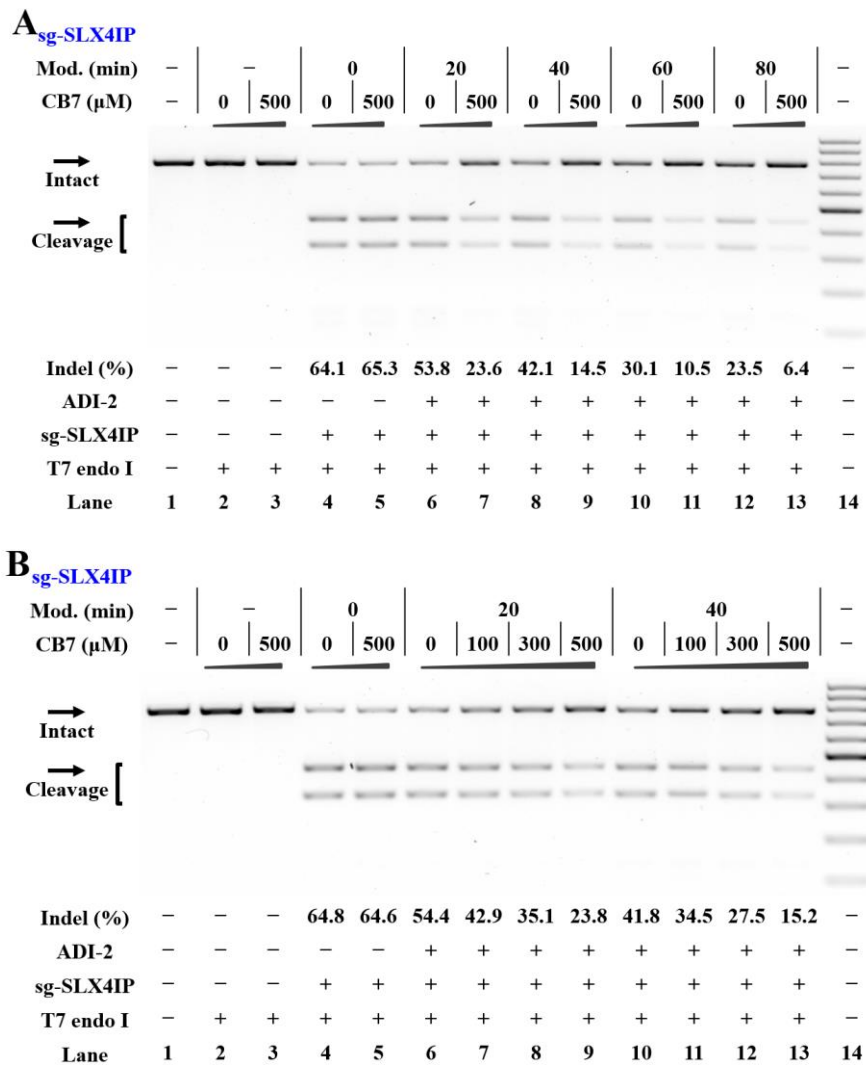 A sg-SLX4IP
Mod. (min) – – 0 20 40 60 80 –
CB7 (μM) – 0 500 0 500 0 500 0 500 0 500 0 500 –
Intact
Cleavage
Indel (%) – – – 64.1 65.3 53.8 23.6 42.1 14.5 30.1 10.5 23.5 6.4 –
ADI-2 – – – – – + + + + + + + + –
sg-SLX4IP – – – + + + + + + + + + + –
T7 endo I – + + + + + + + + + + + + –
Lane 1 2 3 4 5 6 7 8 9 10 11 12 13 14
B sg-SLX4IP
Mod. (min) – – 0 20 40 –
CB7 (μM) – 0 500 0 500 0 100 300 500 0 100 300 500 –
Intact
Cleavage
Indel (%) – – – 64.8 64.6 54.4 42.9 35.1 23.8 41.8 34.5 27.5 15.2 –
ADI-2 – – – – – + + + + + + + + –
sg-SLX4IP – – – + + + + + + + + + + –
T7 endo I – + + + + + + + + + + + + –
Lane 1 2 3 4 5 6 7 8 9 10 11 12 13 14